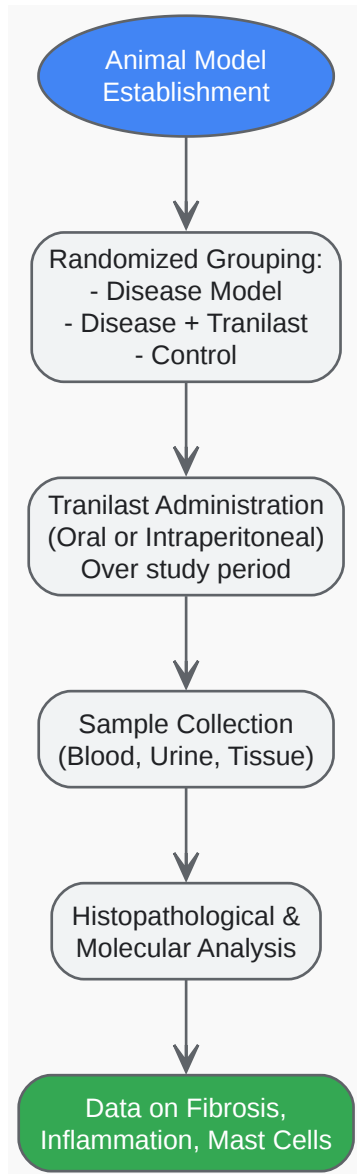 Animal Model
Establishment
Randomized Grouping:
- Disease Model
- Disease + Tranilast
- Control
Tranilast Administration
(Oral or Intraperitoneal)
Over study period
Sample Collection
(Blood, Urine, Tissue)
Histopathological &
Molecular Analysis
Data on Fibrosis,
Inflammation, Mast Cells